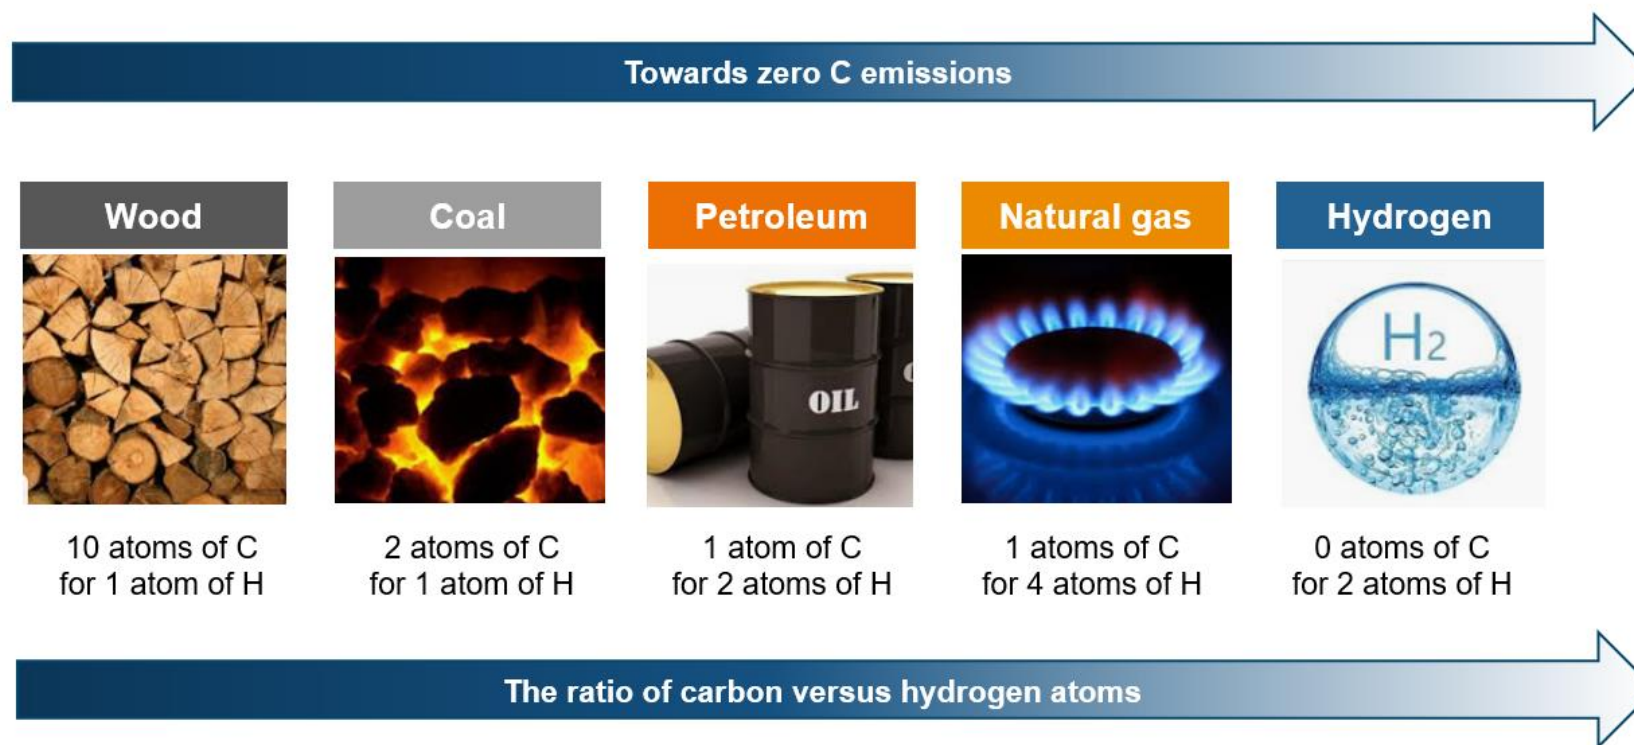 Towards zero C emissions
Wood
Coal
Petroleum
Natural gas
Hydrogen
OIL
H2
10 atoms of C
for 1 atom of H
2 atoms of C
for 1 atom of H
1 atom of C
for 2 atoms of H
1 atoms of C
for 4 atoms of H
0 atoms of C
for 2 atoms of H
The ratio of carbon versus hydrogen atoms